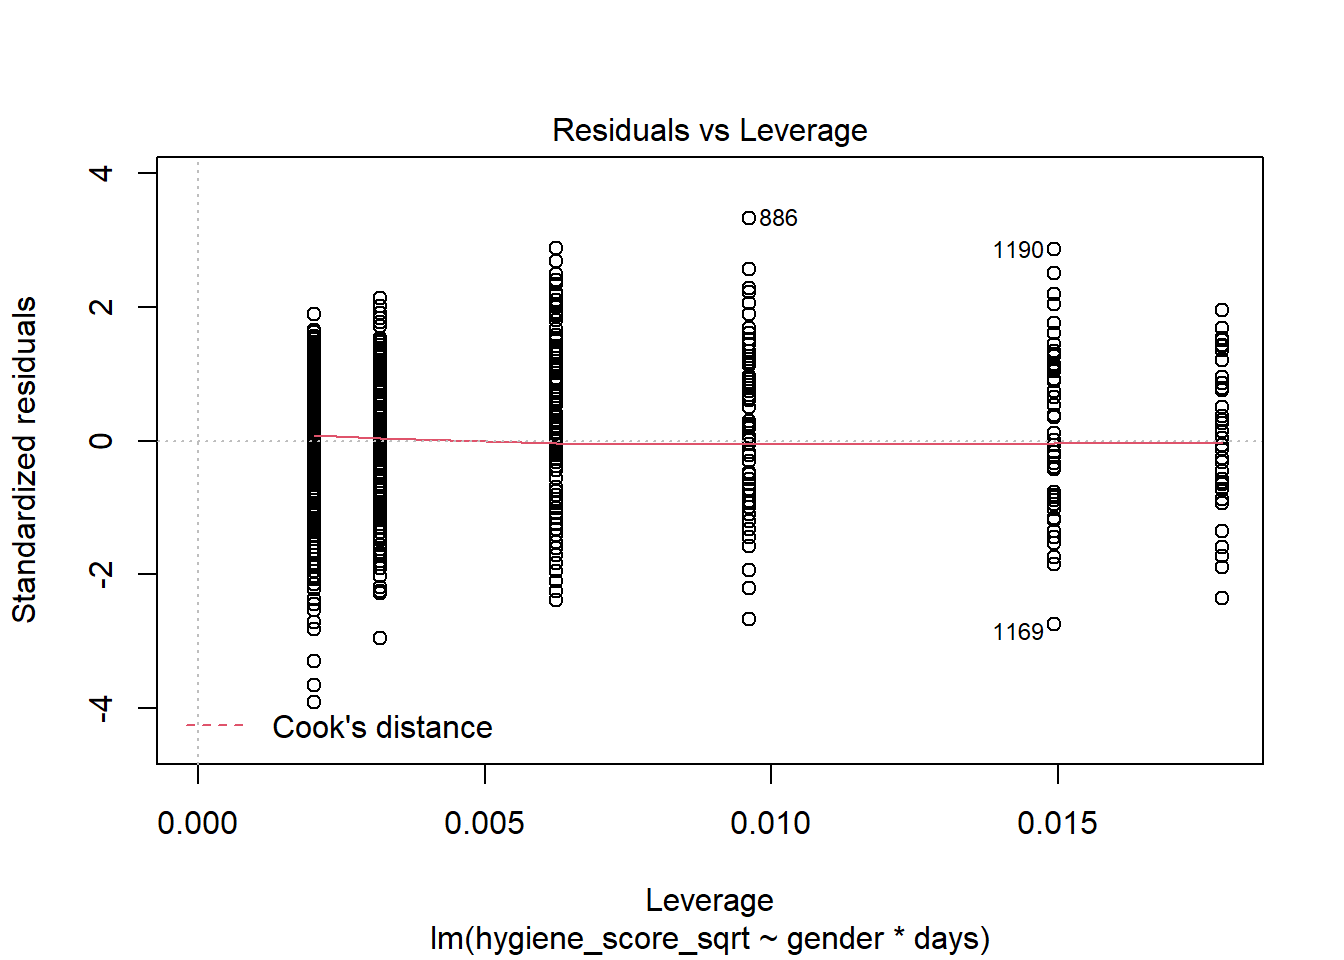 Residuals vs Leverage
Standardized residuals
4
2
0
-2
-4
886
1190
1169
Cook's distance
0.000 0.005 0.010 0.015
Leverage
lm(hygiene_score_sqrt ~ gender * days)